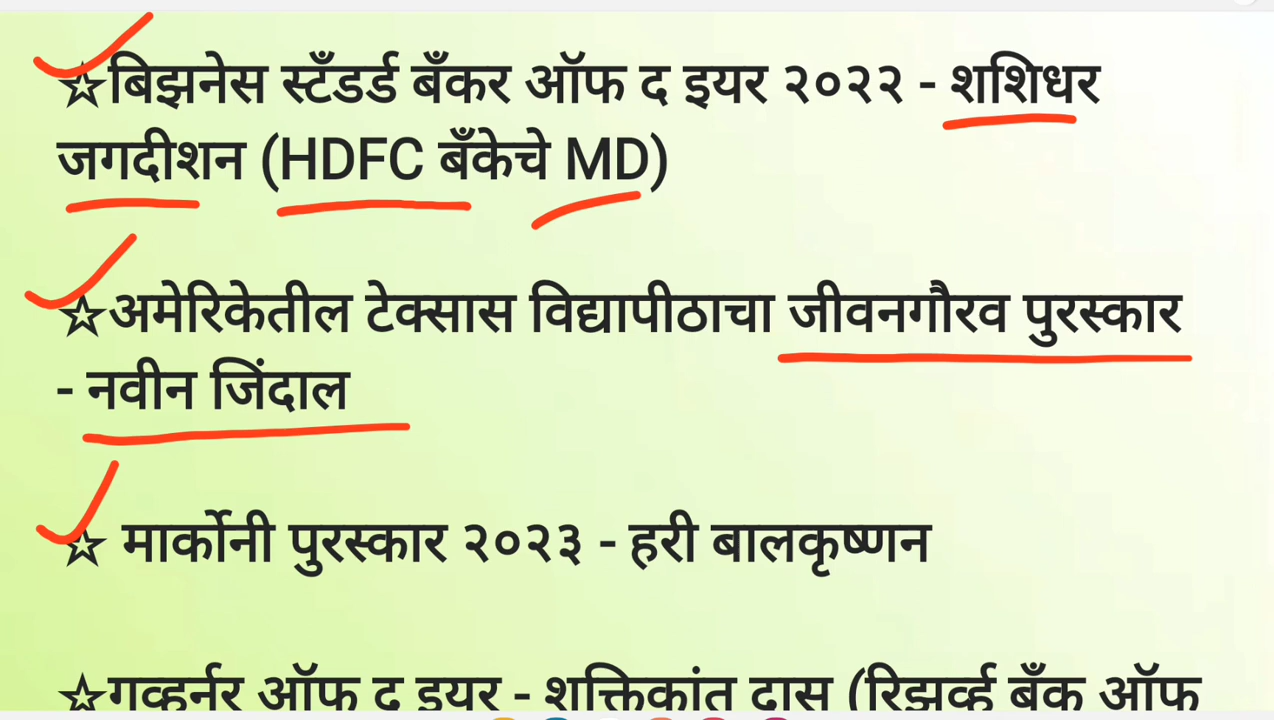 ☆बिझनेस स्टँडर्ड बँकर ऑफ द इयर २०२२ - शशिधर
जगदीशन (HDFC बँकेचे MD)
☆अमेरिकेतील टेक्सास विद्यापीठाचा जीवनगौरव पुरस्कार
- नवीन जिंदाल
☆ मार्कोनी पुरस्कार २०२३ - हरी बालकृष्णन
☆गव्हर्नर ऑफ द इयर - शक्तिकांत दास (रिझर्व्ह बँक ऑफ